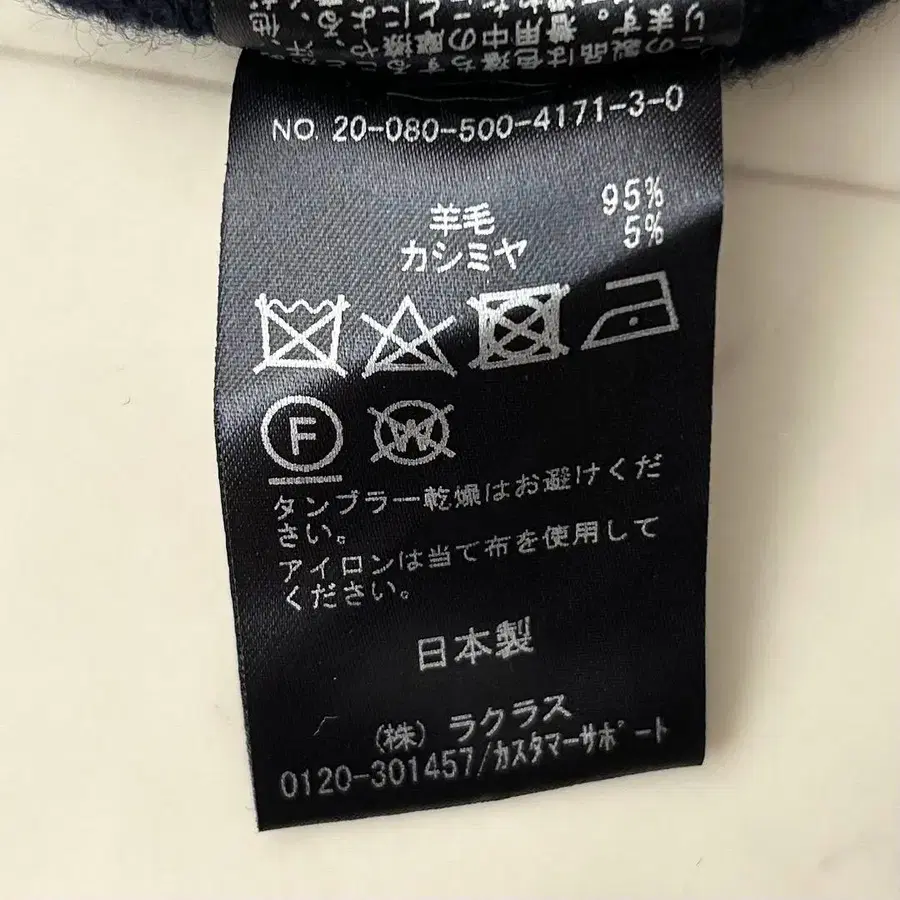 NO 20-080-500-4171-3-0
羊毛 95%
カシミヤ 5%
F
W
タンブラー乾燥はお避けくだ
さい。
アイロンは当て布を使用して
ください。
日本製
(株) ラクラス
0120-301457/カスタマーサポート